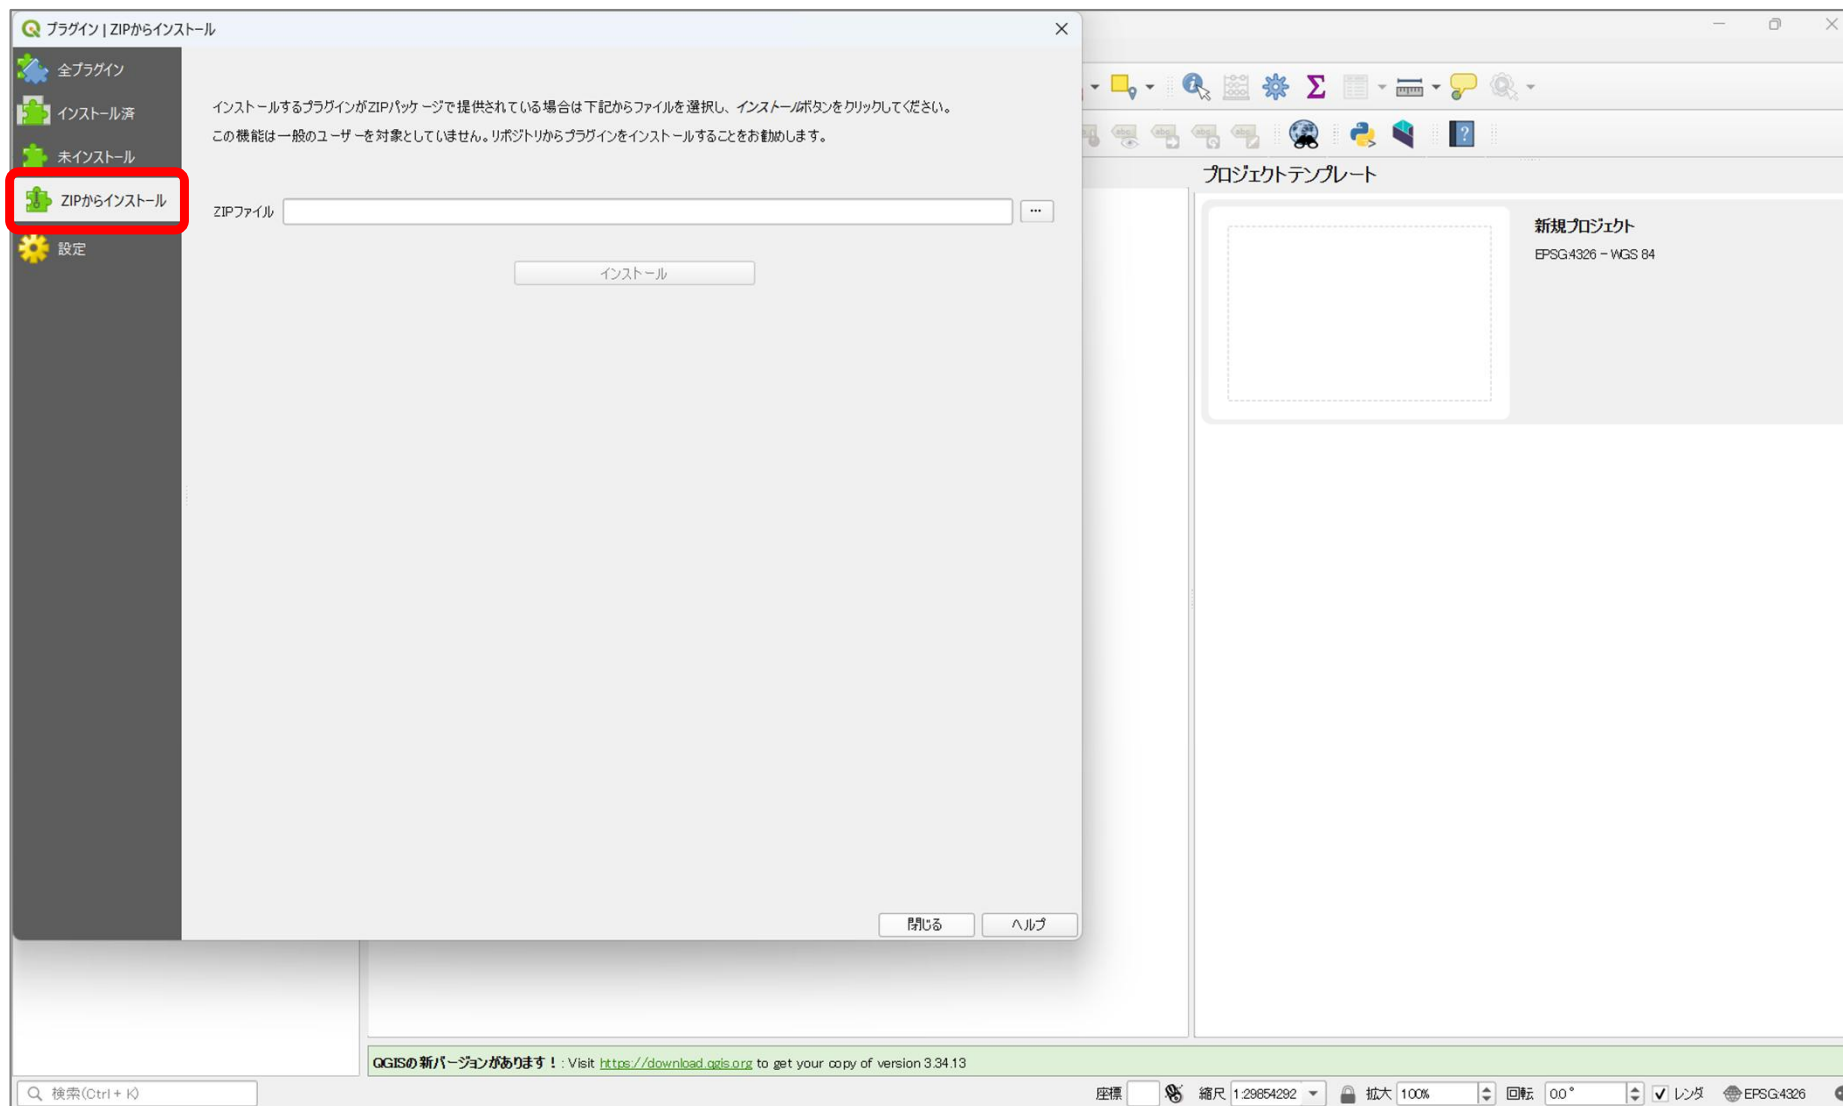 プラグイン | ZIPからインストール
全プラグイン
インストール済
未インストール
ZIPからインストール
設定
インストールするプラグインがZIPパッケージで提供されている場合は下記からファイルを選択し、インストールボタンをクリックしてください。
この機能は一般のユーザーを対象としていません。リポジトリからプラグインをインストールすることをお勧めします。
ZIPファイル
...
インストール
閉じる
ヘルプ
プロジェクトテンプレート
新規プロジェクト
EPSG:4326 - WGS 84
QGISの新バージョンがあります！: Visit https://download.qgis.org to get your copy of version 3.34.13
検索(Ctrl + K)
座標
縮尺 1:29854292
拡大 100%
回転 0.0 °
レンダ
EPSG:4326